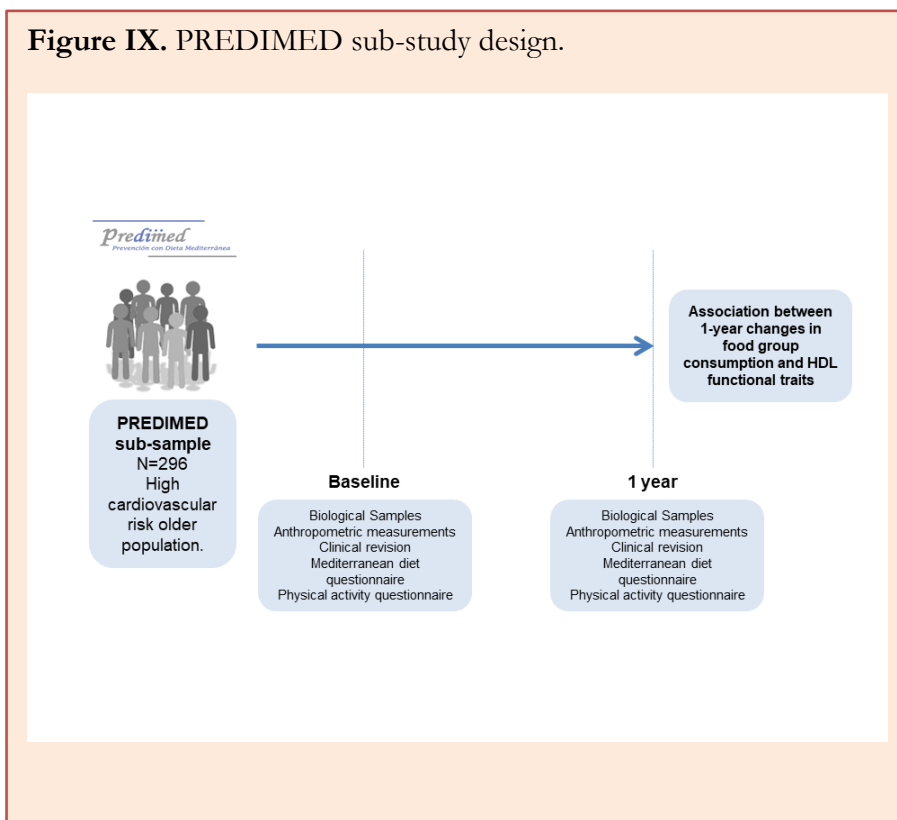 Figure IX. PREDIMED sub-study design.
Predimed
Prevención con Dieta Mediterránea
PREDIMED
sub-sample
N=296
High
cardiovascular
risk older
population.
Baseline
Biological Samples
Anthropometric measurements
Clinical revision
Mediterranean diet
questionnaire
Physical activity questionnaire
1 year
Biological Samples
Anthropometric measurements
Clinical revision
Mediterranean diet
questionnaire
Physical activity questionnaire
Association between
1-year changes in
food group
consumption and HDL
functional traits